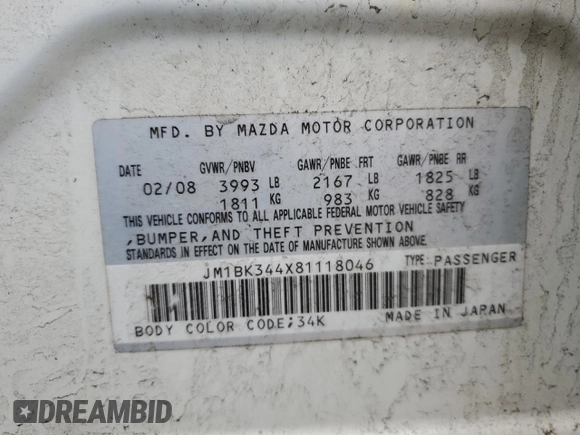 MFD. BY MAZDA MOTOR CORPORATION
GVWR/PNBV GAWR/PNBE FRT GAWR/PNBE RR
02/08 3993 LB 2167 LB 1825 LB
1811 KG 983 KG 828 KG
THIS VEHICLE CONFORMS TO ALL APPLICABLE FEDERAL MOTOR VEHICLE SAFETY
,BUMPER,AND THEFT PREVENTION
STANDARDS IN EFFECT ON THE DATE OF MANUFACTURE SHOWN ABOVE.
JM1BK344X81118046 TYPE:PASSENGER
BODY COLOR CODE;34K MADE IN JAPAN
DREAMBID